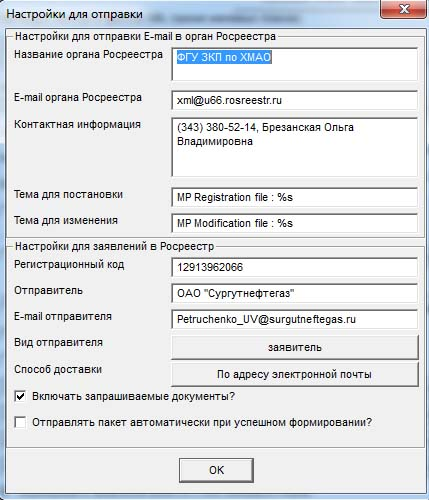 Настройки для отправки
Настройки для отправки E-mail в орган Росреестра
Название органа Росреестра
ФГУ ЗКП по ХМАО
E-mail органа Росреестра
xml@u66.rosreestr.ru
Контактная информация
(343) 380-52-14, Брезанская Ольга
Владимировна
Тема для постановки
MP Registration file : %s
Тема для изменения
MP Modification file : %s
Настройки для заявлений в Росреестр
Регистрационный код
12913962066
Отправитель
ОАО "Сургутнефтегаз"
E-mail отправителя
Petruchenko_UV@surgutneftegas.ru
Вид отправителя
заявитель
Способ доставки
По адресу электронной почты
Включать запрашиваемые документы?
Отправлять пакет автоматически при успешном формировании?
OK